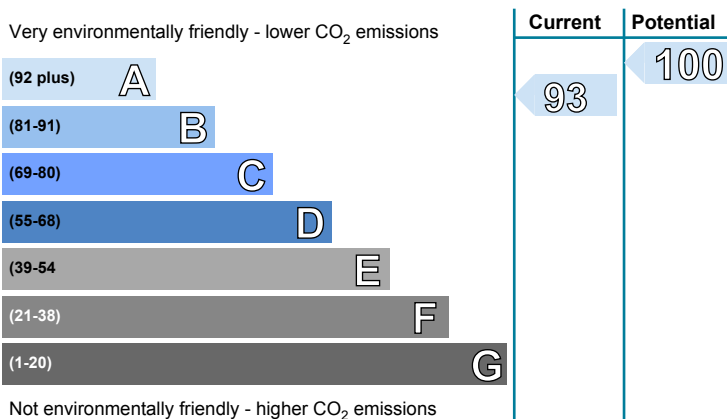 Current Potential
Very environmentally friendly - lower CO2 emissions
(92 plus) A 100
93
(81-91) B
(69-80) C
(55-68) D
(39-54 E
(21-38) F
(1-20) G
Not environmentally friendly - higher CO2 emissions